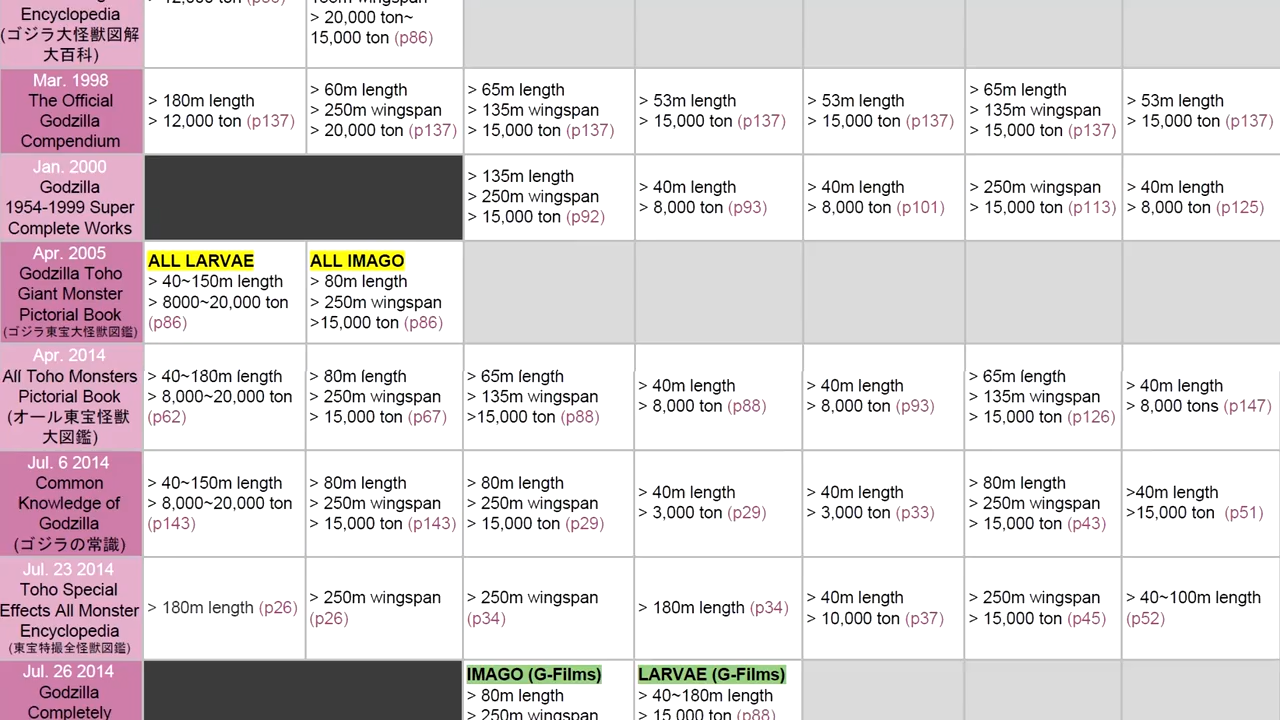 Encyclopedia
(ゴジラ大怪獣図解
大百科)
> 20,000 ton~
15,000 ton (p86)
Mar. 1998
The Official
Godzilla
Compendium
> 180m length
> 12,000 ton (p137)
> 60m length
> 250m wingspan
> 20,000 ton (p137)
> 65m length
> 135m wingspan
> 15,000 ton (p137)
> 53m length
> 15,000 ton (p137)
> 53m length
> 15,000 ton (p137)
> 65m length
> 135m wingspan
> 15,000 ton (p137)
> 53m length
> 15,000 ton (p137)
Jan. 2000
Godzilla
1954-1999 Super
Complete Works
> 135m length
> 250m wingspan
> 15,000 ton (p92)
> 40m length
> 8,000 ton (p93)
> 40m length
> 8,000 ton (p101)
> 250m wingspan
> 15,000 ton (p113)
> 40m length
> 8,000 ton (p125)
Apr. 2005
Godzilla Toho
Giant Monster
Pictorial Book
(ゴジラ東宝大怪獣図鑑)
ALL LARVAE
> 40~150m length
> 8000~20,000 ton
(p86)
ALL IMAGO
> 80m length
> 250m wingspan
>15,000 ton (p86)
Apr. 2014
All Toho Monsters
Pictorial Book
(オール東宝怪獣
大図鑑)
> 40~180m length
> 8,000~20,000 ton
(p62)
> 80m length
> 250m wingspan
> 15,000 ton (p67)
> 65m length
> 135m wingspan
>15,000 ton (p88)
> 40m length
> 8,000 ton (p88)
> 40m length
> 8,000 ton (p93)
> 65m length
> 135m wingspan
> 15,000 ton (p126)
> 40m length
> 8,000 tons (p147)
Jul. 6 2014
Common
Knowledge of
Godzilla
(ゴジラの常識)
> 40~150m length
> 8,000~20,000 ton
(p143)
> 80m length
> 250m wingspan
> 15,000 ton (p143)
> 80m length
> 250m wingspan
> 15,000 ton (p29)
> 40m length
> 3,000 ton (p29)
> 40m length
> 3,000 ton (p33)
> 80m length
> 250m wingspan
> 15,000 ton (p43)
>40m length
>15,000 ton (p51)
Jul. 23 2014
Toho Special
Effects All Monster
Encyclopedia
(東宝特撮全怪獣図鑑)
> 180m length (p26)
> 250m wingspan
(p26)
> 250m wingspan
(p34)
> 180m length (p34)
> 40m length
> 10,000 ton (p37)
> 250m wingspan
> 15,000 ton (p45)
> 40~100m length
(p52)
Jul. 26 2014
Godzilla
Completely
IMAGO (G-Films)
> 80m length
> 250m wingspan
LARVAE (G-Films)
> 40~180m length
> 15,000 ton (p88)